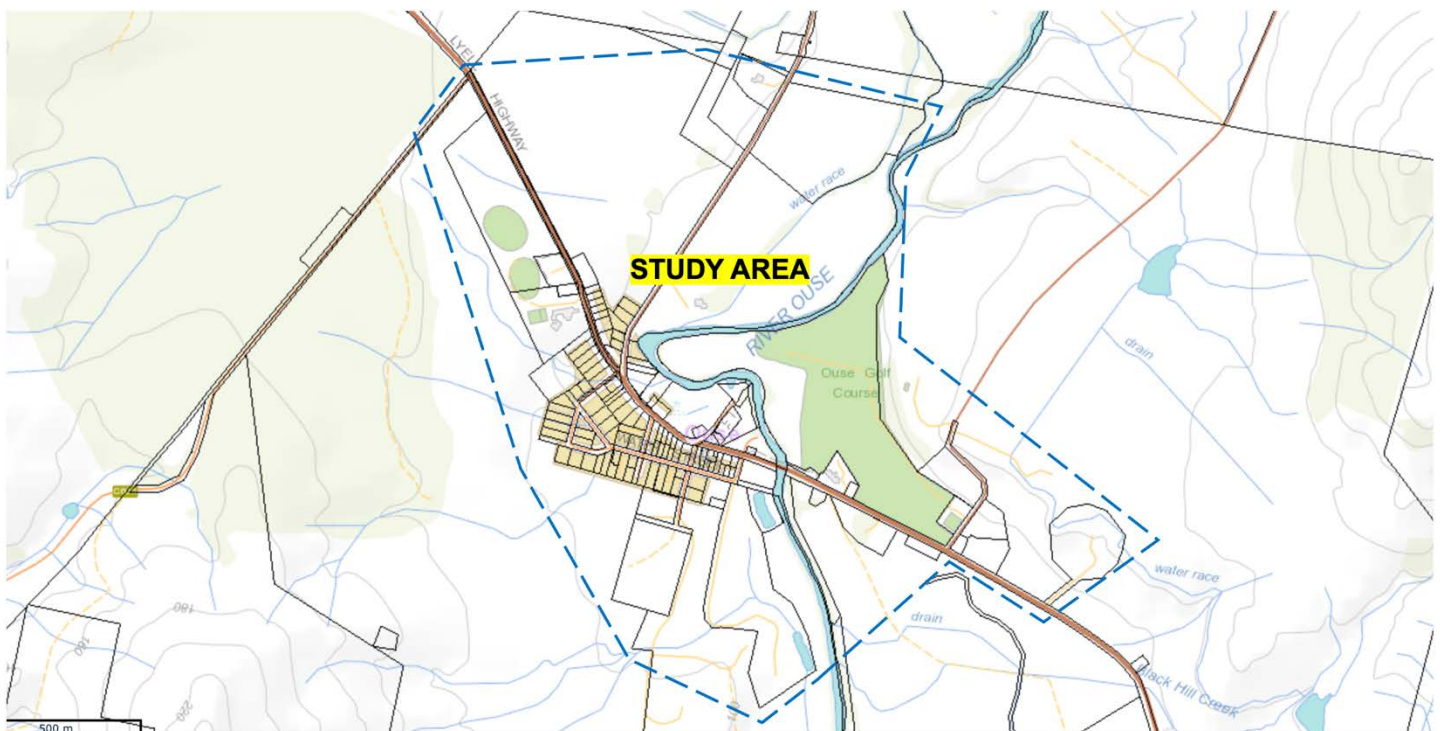 LYELL
HIGHWAY
water race
STUDY AREA
RIVER OUSE
drain
Ouse Golf
Course
180
180
220
water race
drain
Black Hill Creek
500 m